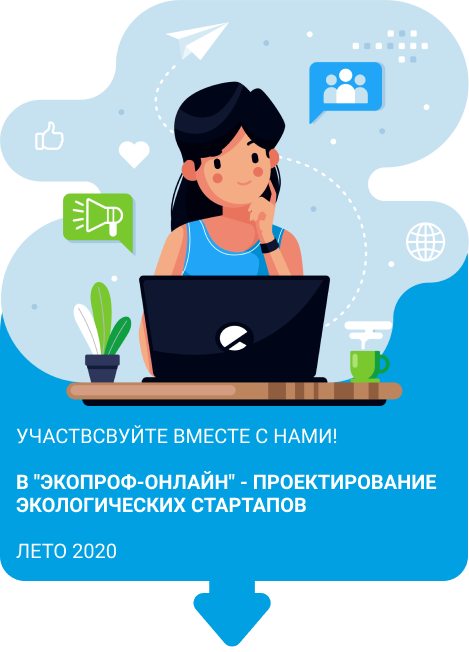 УЧАСТВСВУЙТЕ ВМЕСТЕ С НАМИ!
В "ЭКОПРОФ-ОНЛАЙН" - ПРОЕКТИРОВАНИЕ
ЭКОЛОГИЧЕСКИХ СТАРТАПОВ
ЛЕТО 2020